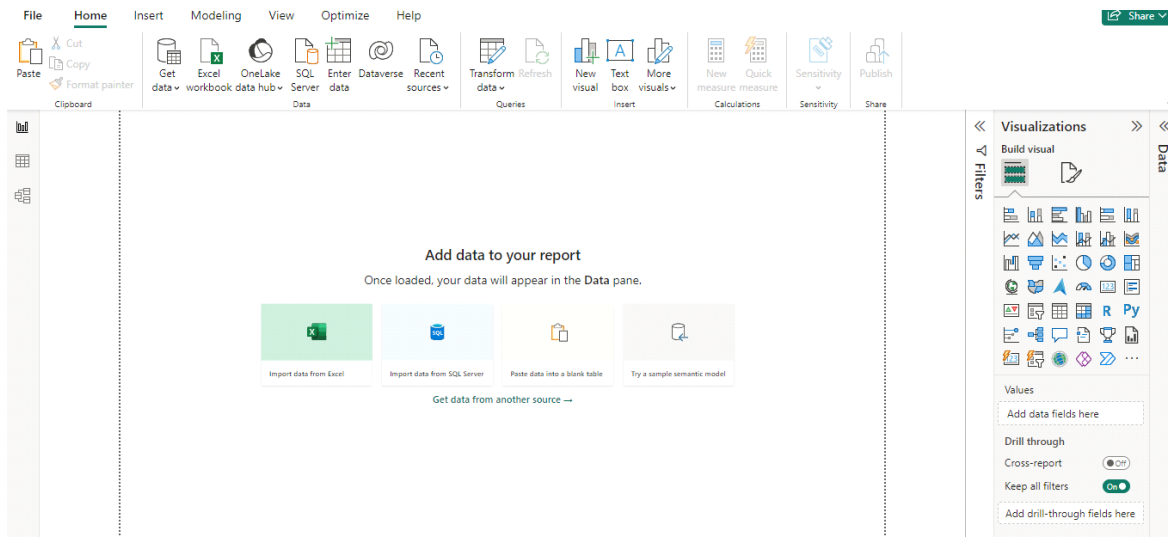 File Home Insert Modeling View Optimize Help
Share
Paste
Cut
Copy
Format painter
Clipboard
Get data
Excel workbook
OneLake data hub
SQL Server
Enter data
Dataverse
Recent sources
Data
Transform data
Refresh
Queries
New visual
Text box
More visuals
Insert
New measure
Quick measure
Calculations
Sensitivity
Sensitivity
Publish
Share
Add data to your report
Once loaded, your data will appear in the Data pane.
X
SQL
Import data from Excel
Import data from SQL Server
Paste data into a blank table
Try a sample semantic model
Get data from another source →
Filters
Visualizations
Build visual
123
R
Py
123
Values
Add data fields here
Drill through
Cross-report
Off
Keep all filters
On
Add drill-through fields here
Data